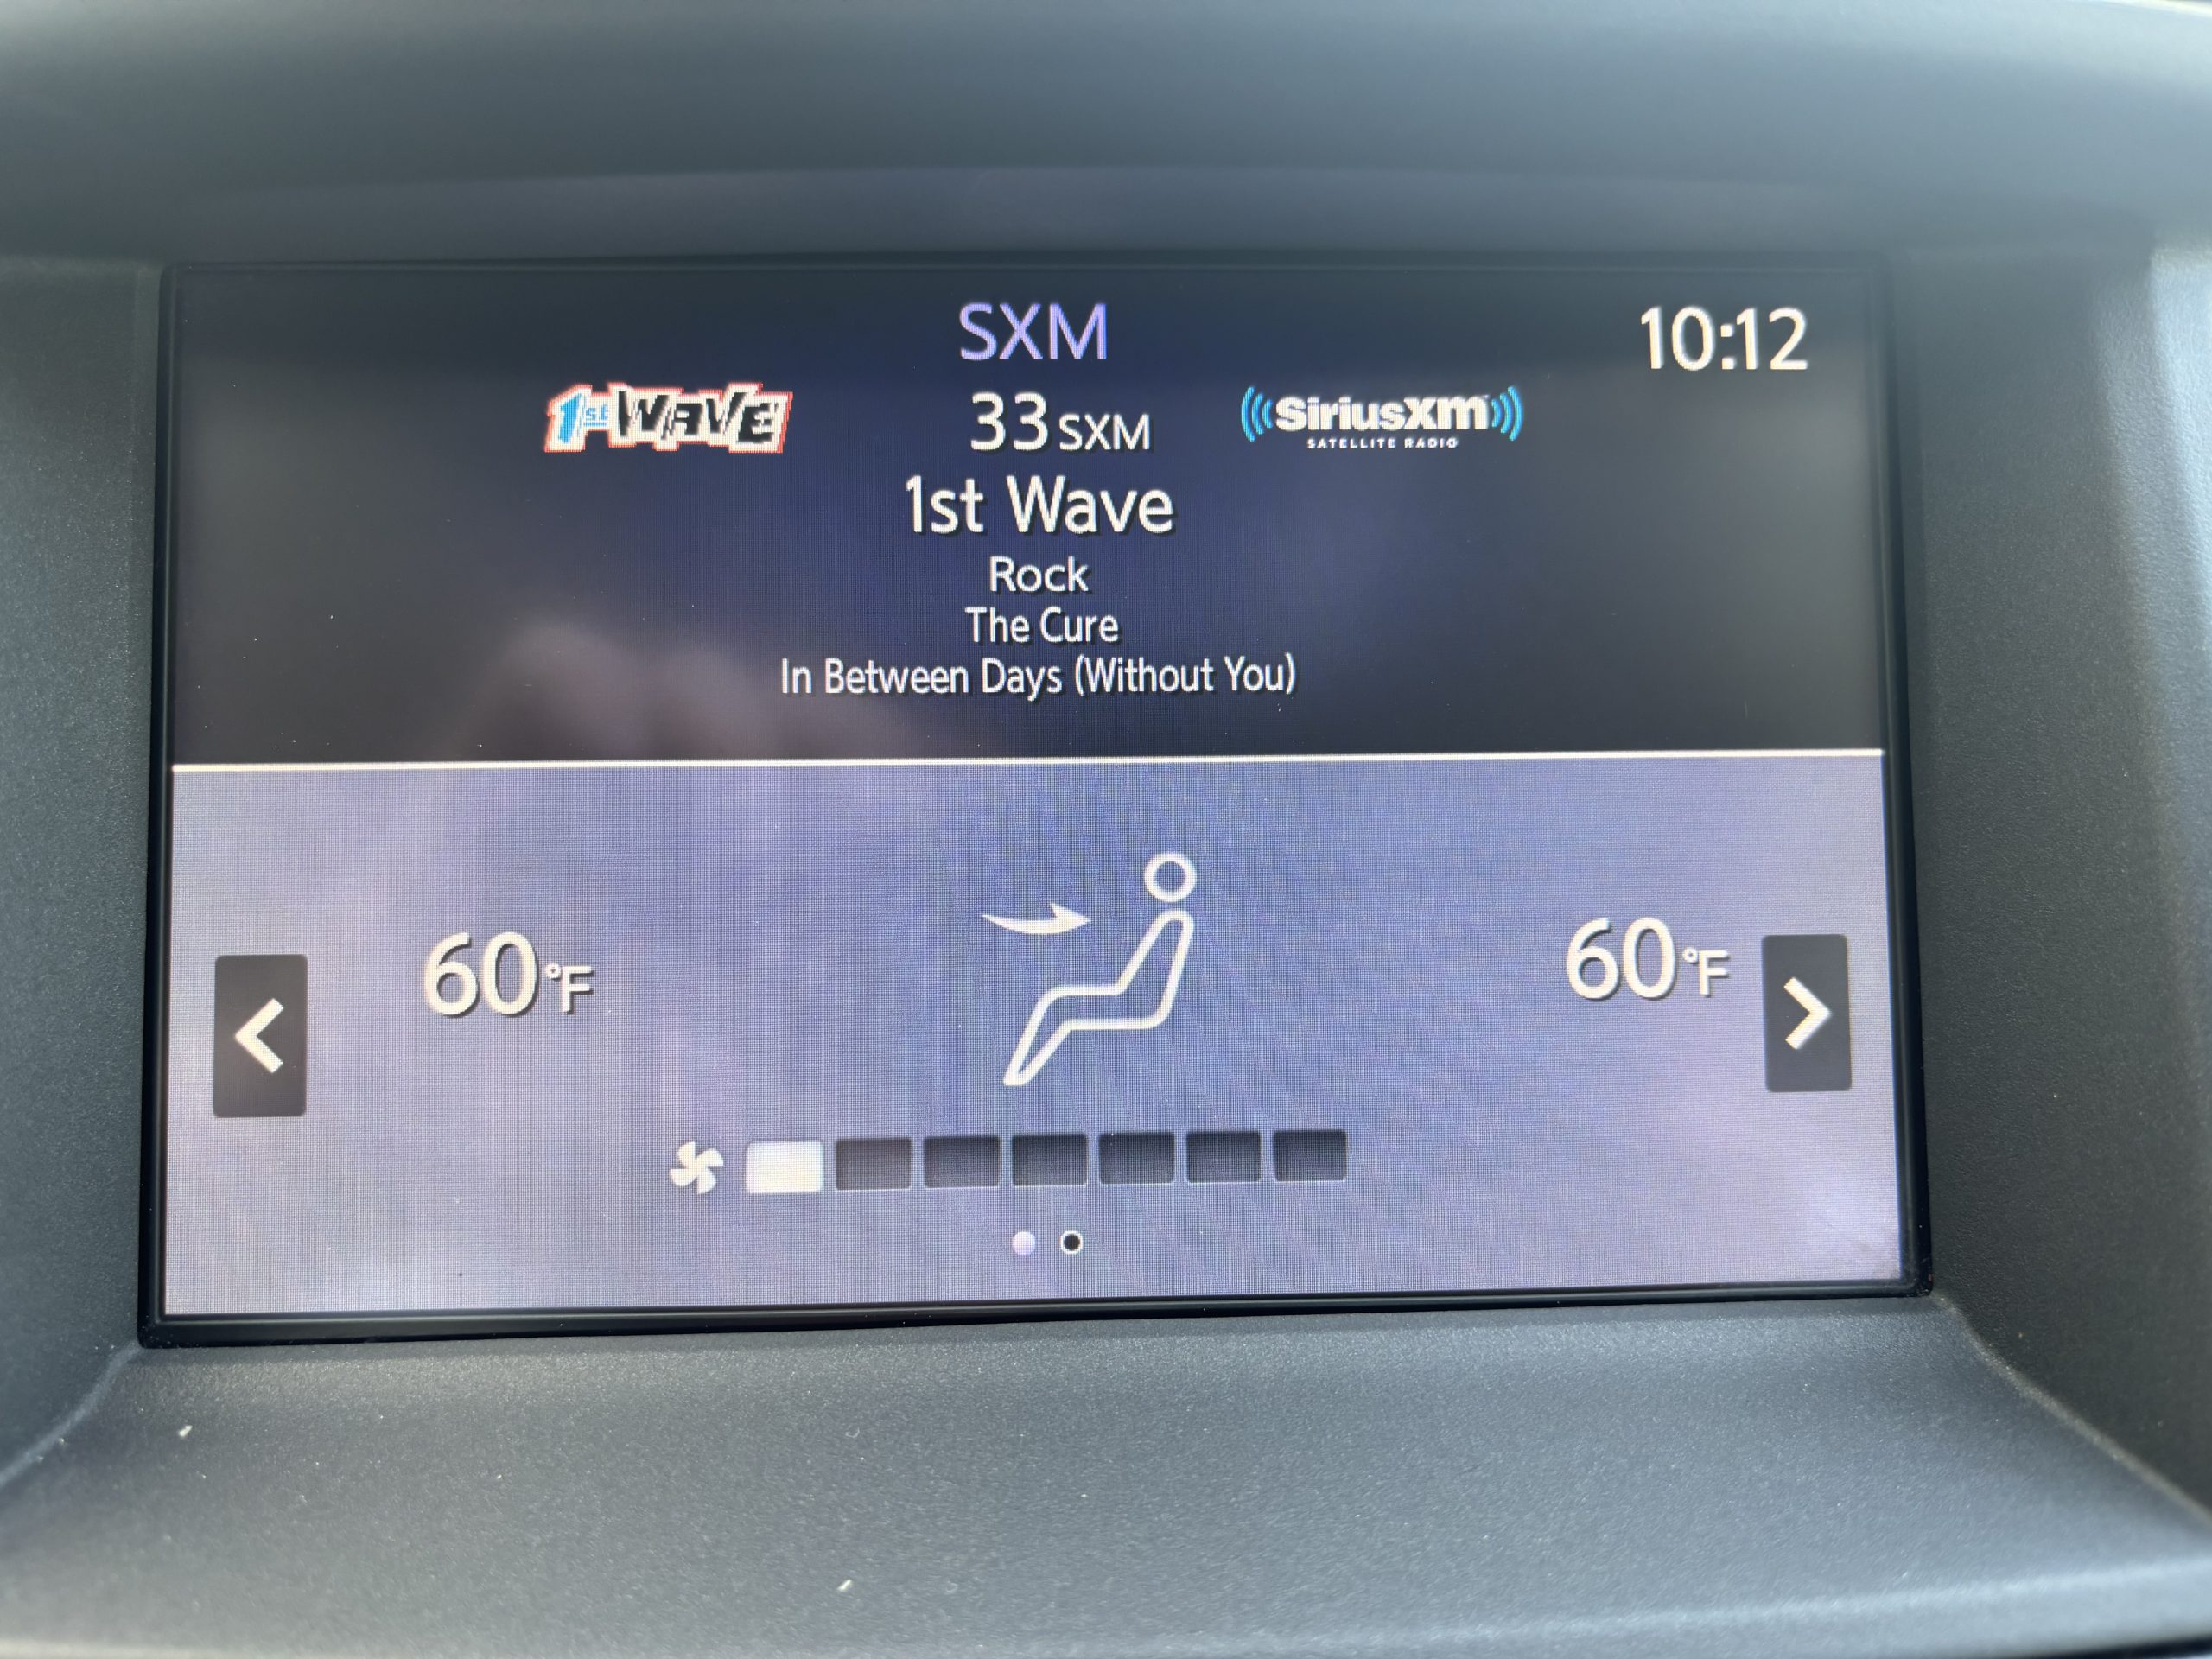 SXM
10:12
1st WAVE
33 SXM
SiriusXm
SATELLITE RADIO
1st Wave
Rock
The Cure
In Between Days (Without You)
60°F
60°F